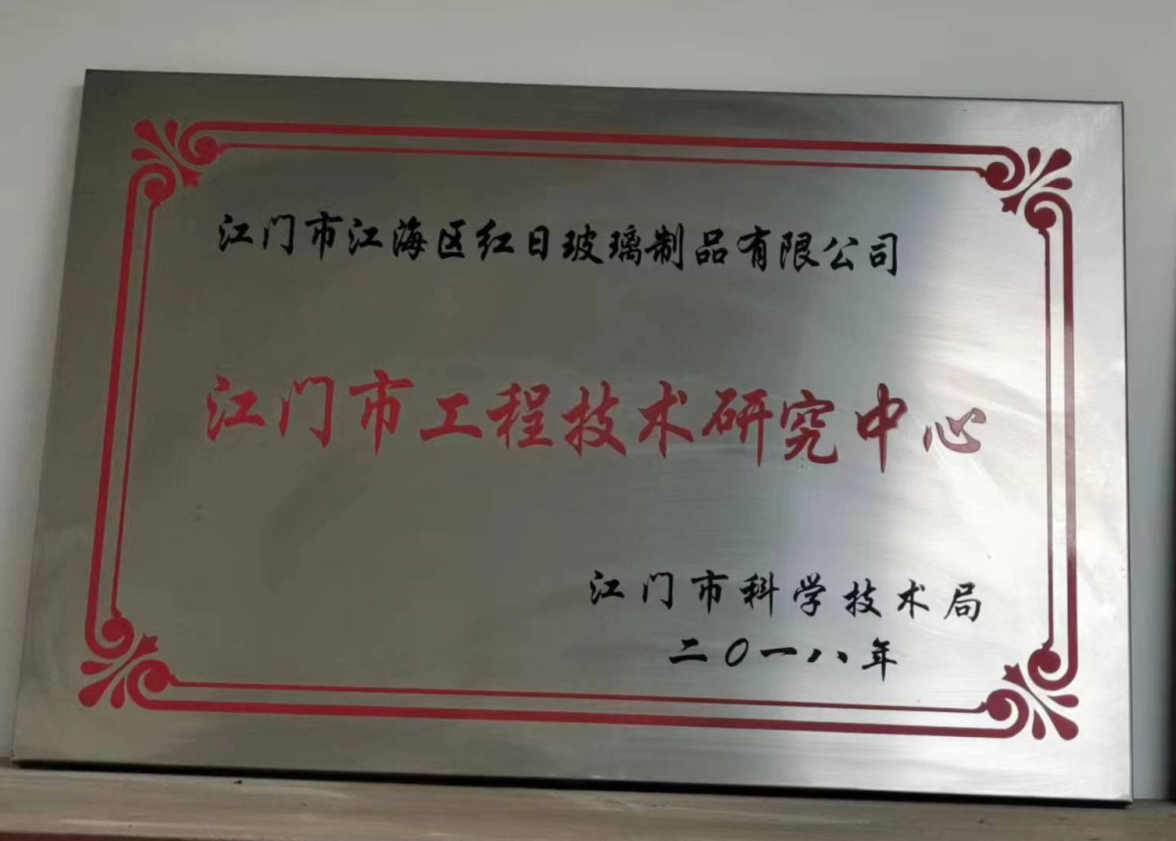 江门市江海区红日玻璃制品有限公司
江门市工程技术研究中心
江门市科学技术局
二〇一八年